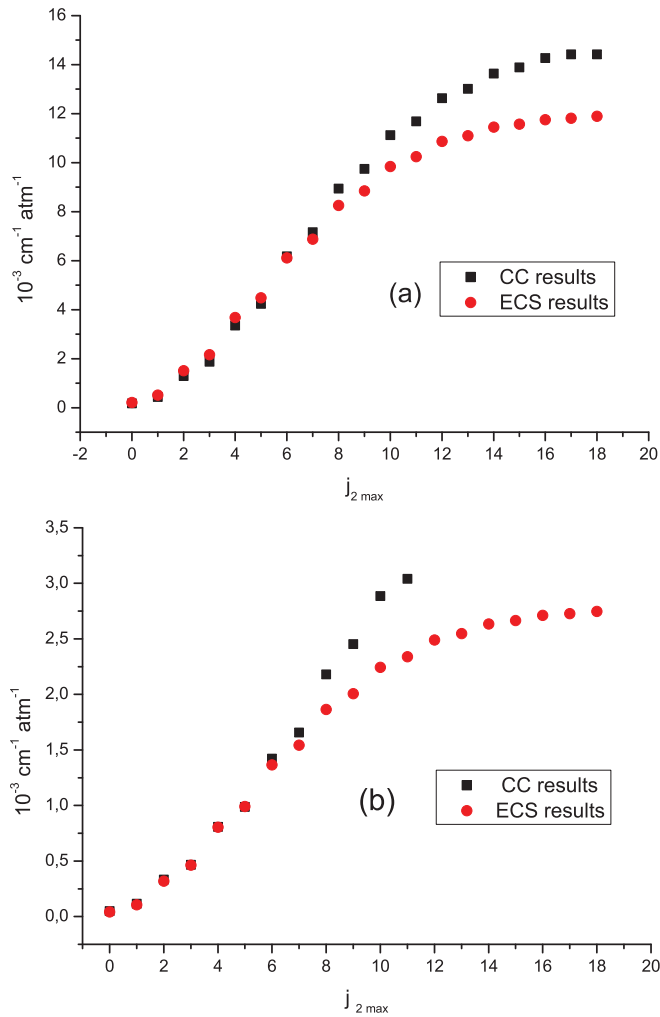 16
14
12
10
8
6
4
2
0
10⁻³ cm⁻¹ atm⁻¹
(a)
CC results
ECS results
-2 0 2 4 6 8 10 12 14 16 18 20
j₂ ₘₐₓ
3,5
3,0
2,5
2,0
1,5
1,0
0,5
0,0
10⁻³ cm⁻¹ atm⁻¹
(b)
CC results
ECS results
0 2 4 6 8 10 12 14 16 18 20
j₂ ₘₐₓ